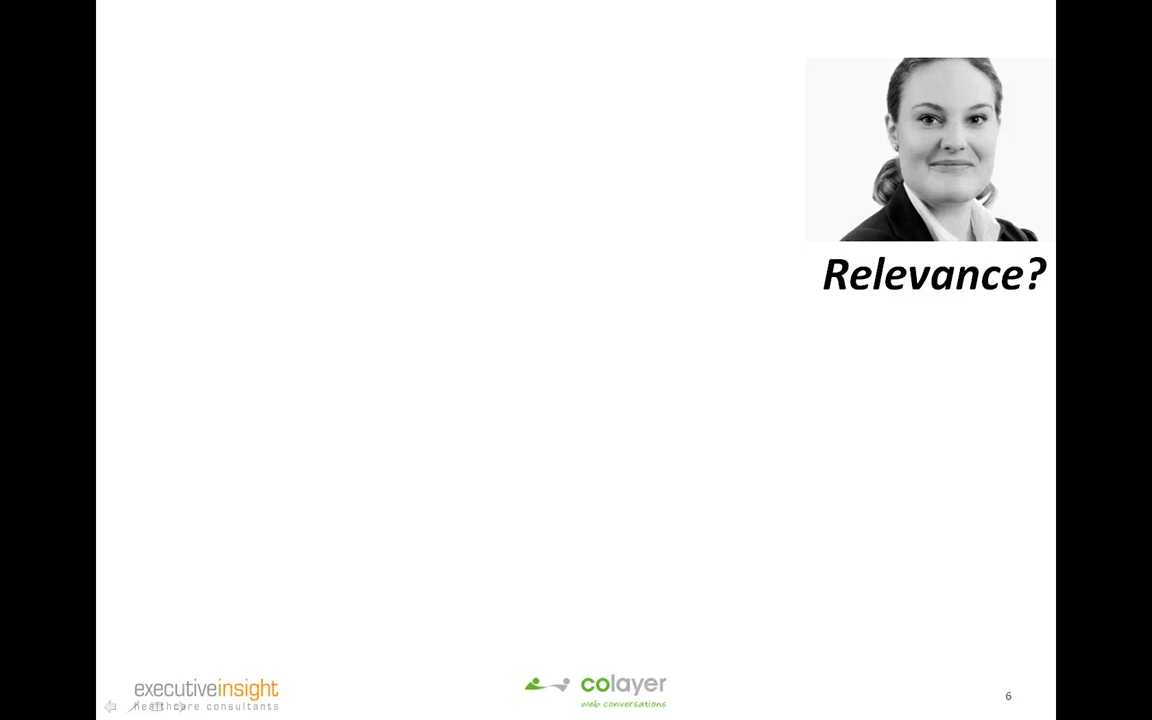 Relevance?
executiveinsight
healthcare consultants
colayer
web conversations
6